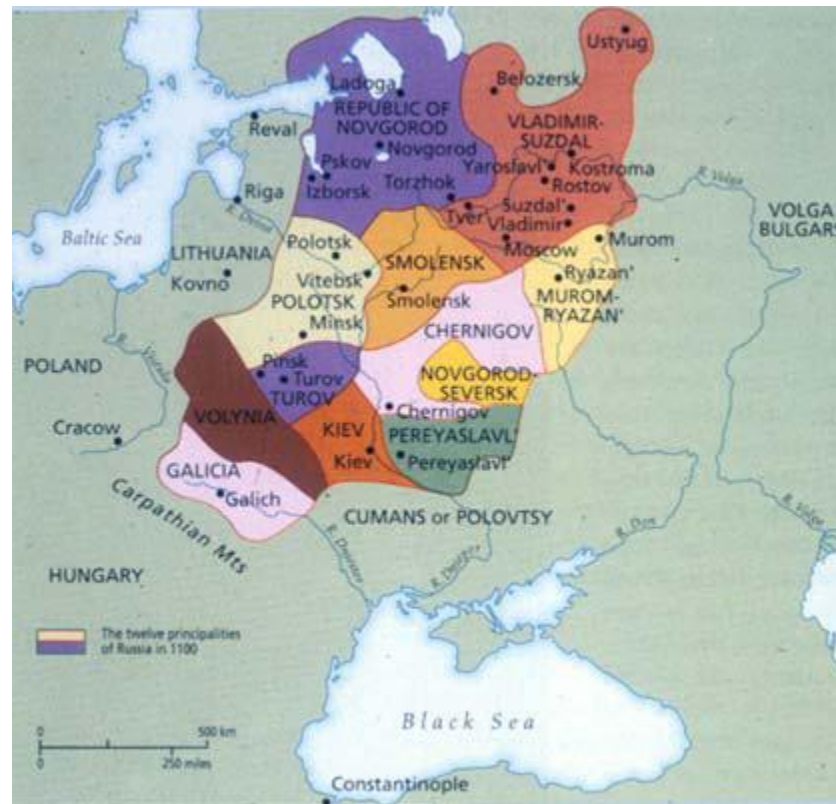 Ustyug
Belozersk
Ladoga
REPUBLIC OF
NOVGOROD
Novgorod
Reval
VLADIMIR-
SUZDAL
Yaroslavl'
Kostroma
Rostov
Pskov
Izborsk
Torzhok
Riga
R. Dvina
Tver'
Suzdal'
Vladimir
Moscow
Murom
R. Volga
VOLGA
BULGARS
Baltic Sea
LITHUANIA
Kovno
Polotsk
Vitebsk
POLOTSK
Minsk
SMOLENSK
Smolensk
Ryazan'
MUROM-
RYAZAN'
CHERNIGOV
POLAND
R. Vistula
Pinsk
Turov
TUROV
NOVGOROD-
SEVERSK
Chernigov
VOLYNIA
Cracow
KIEV
Kiev
PEREYASLAVL'
Pereyaslavl'
GALICIA
Galich
Carpathian Mts
CUMANS or POLOVTSY
R. Dniester
R. Dnieper
R. Don
R. Volga
HUNGARY
The twelve principalities
of Russia in 1100
0 500 km
0 250 miles
Black Sea
Constantinople